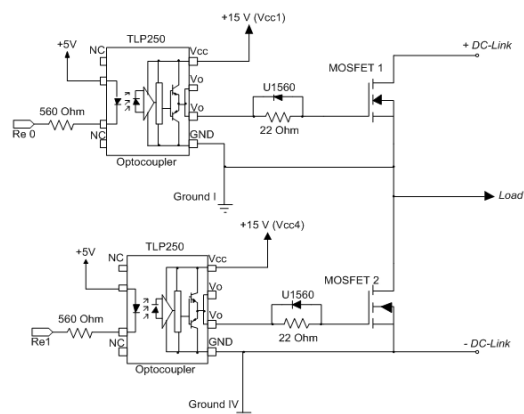 +15 V (Vcc1)
TLP250
+ DC-Link
+5V
NC
Vcc
MOSFET 1
Vo
U1560
560 Ohm
Vo
Re 0
NC
GND
22 Ohm
Optocoupler
Ground I
Load
+15 V (Vcc4)
TLP250
+5V
NC
Vcc
MOSFET 2
Vo
U1560
560 Ohm
Vo
Re1
NC
GND
22 Ohm
- DC-Link
Optocoupler
Ground IV